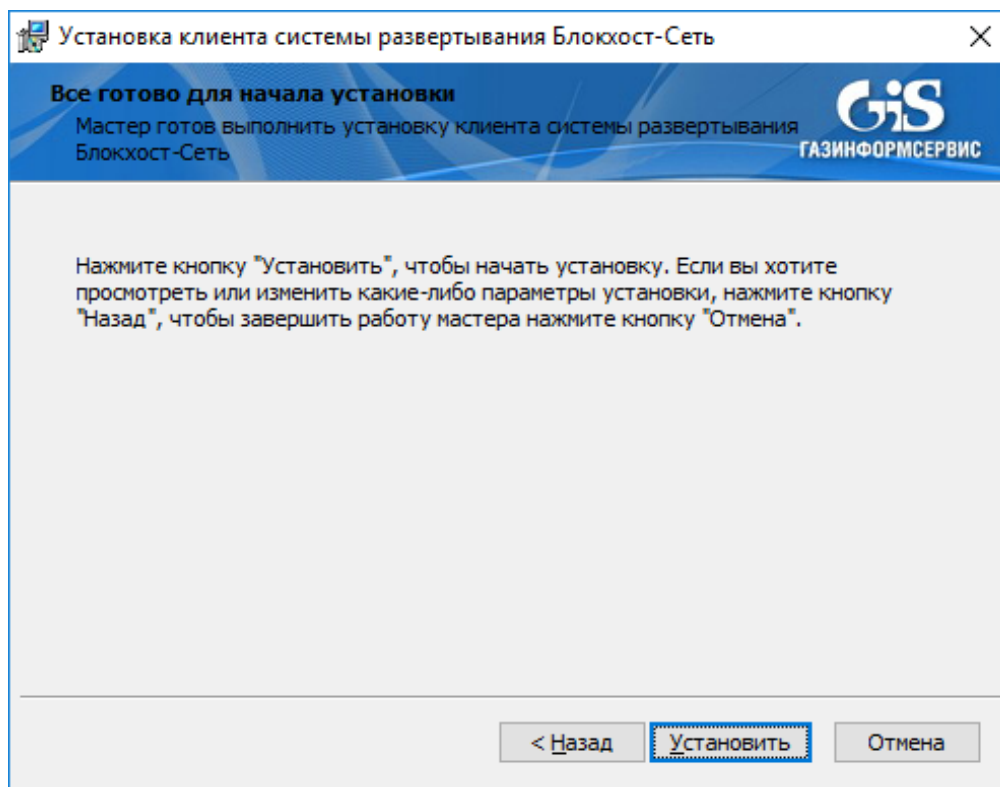 Установка клиента системы развертывания Блокхост-Сеть
Все готово для начала установки
Мастер готов выполнить установку клиента системы развертывания
Блокхост-Сеть
GiS
ГАЗИНФОРМСЕРВИС
Нажмите кнопку "Установить", чтобы начать установку. Если вы хотите
просмотреть или изменить какие-либо параметры установки, нажмите кнопку
"Назад", чтобы завершить работу мастера нажмите кнопку "Отмена".
< Назад
Установить
Отмена